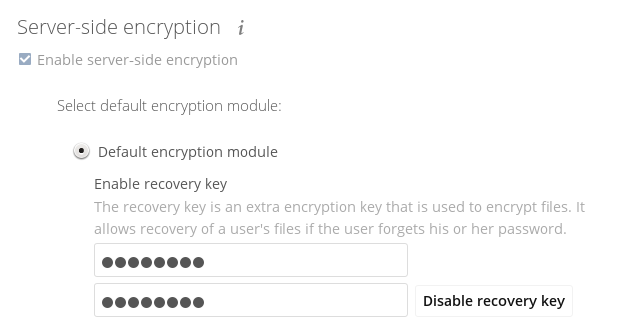 Server-side encryption i
Enable server-side encryption
Select default encryption module:
Default encryption module
Enable recovery key
The recovery key is an extra encryption key that is used to encrypt files. It
allows recovery of a user's files if the user forgets his or her password.
●●●●●●●●
●●●●●●●● Disable recovery key